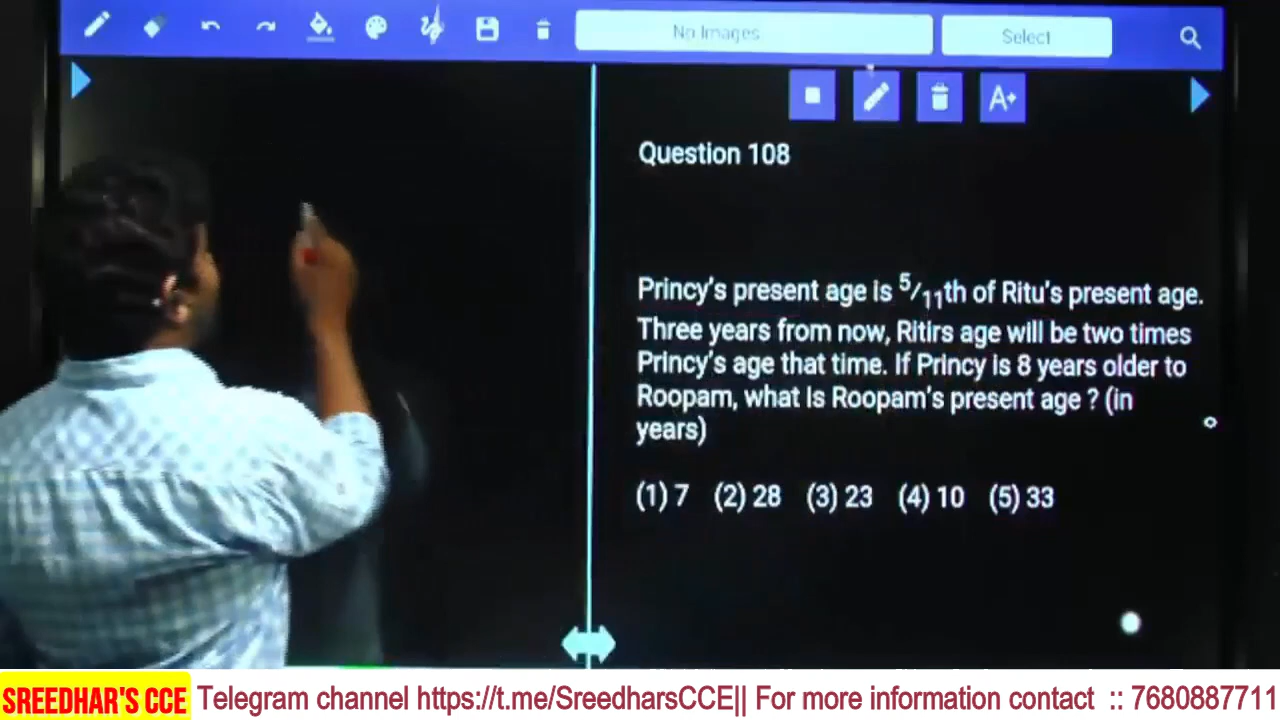 No Images
Select
A+
Question 108
Princy's present age is 5/11th of Ritu's present age.
Three years from now, Ritirs age will be two times
Princy's age that time. If Princy is 8 years older to
Roopam, what is Roopam's present age ? (in
years)
(1) 7 (2) 28 (3) 23 (4) 10 (5) 33
SREEDHAR'S CCE Telegram channel https://t.me/SreedharsCCE|| For more information contact :: 7680887711